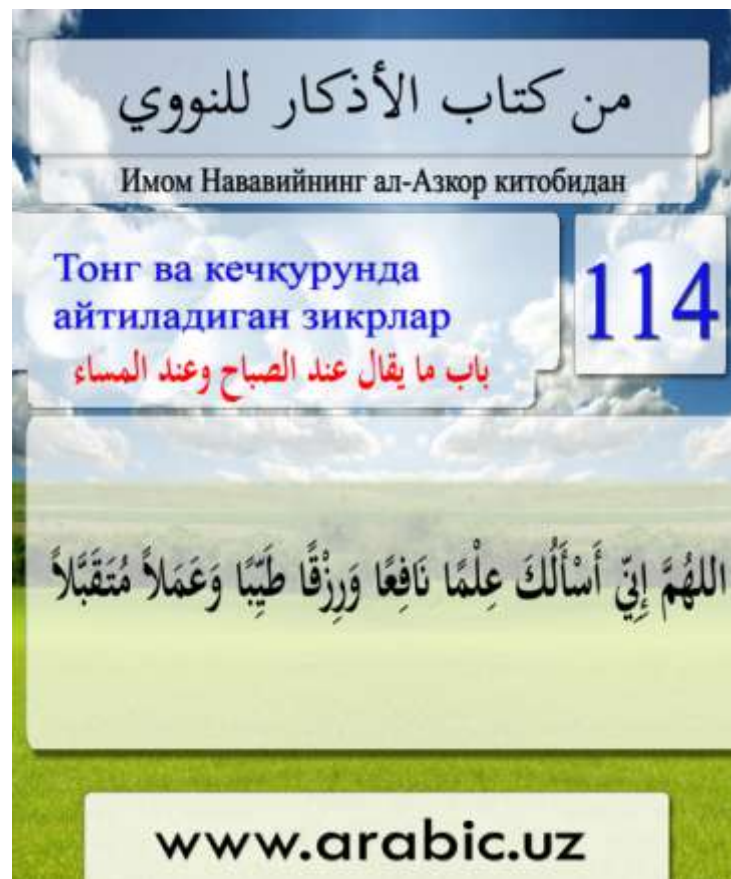 من كتاب الأذكار للنووي
Имом Нававийнинг ал-Азкор китобидан
Тонг ва кечқурунда
айтиладиган зикрлар
114
باب ما يقال عند الصباح وعند المساء
اللهُمَّ إِنِّي أَسْأَلُكَ عِلْمًا نَافِعًا وَرِزْقًا طَيِّبًا وَعَمَلاً مُتَقَبَّلاً
www.arabic.uz